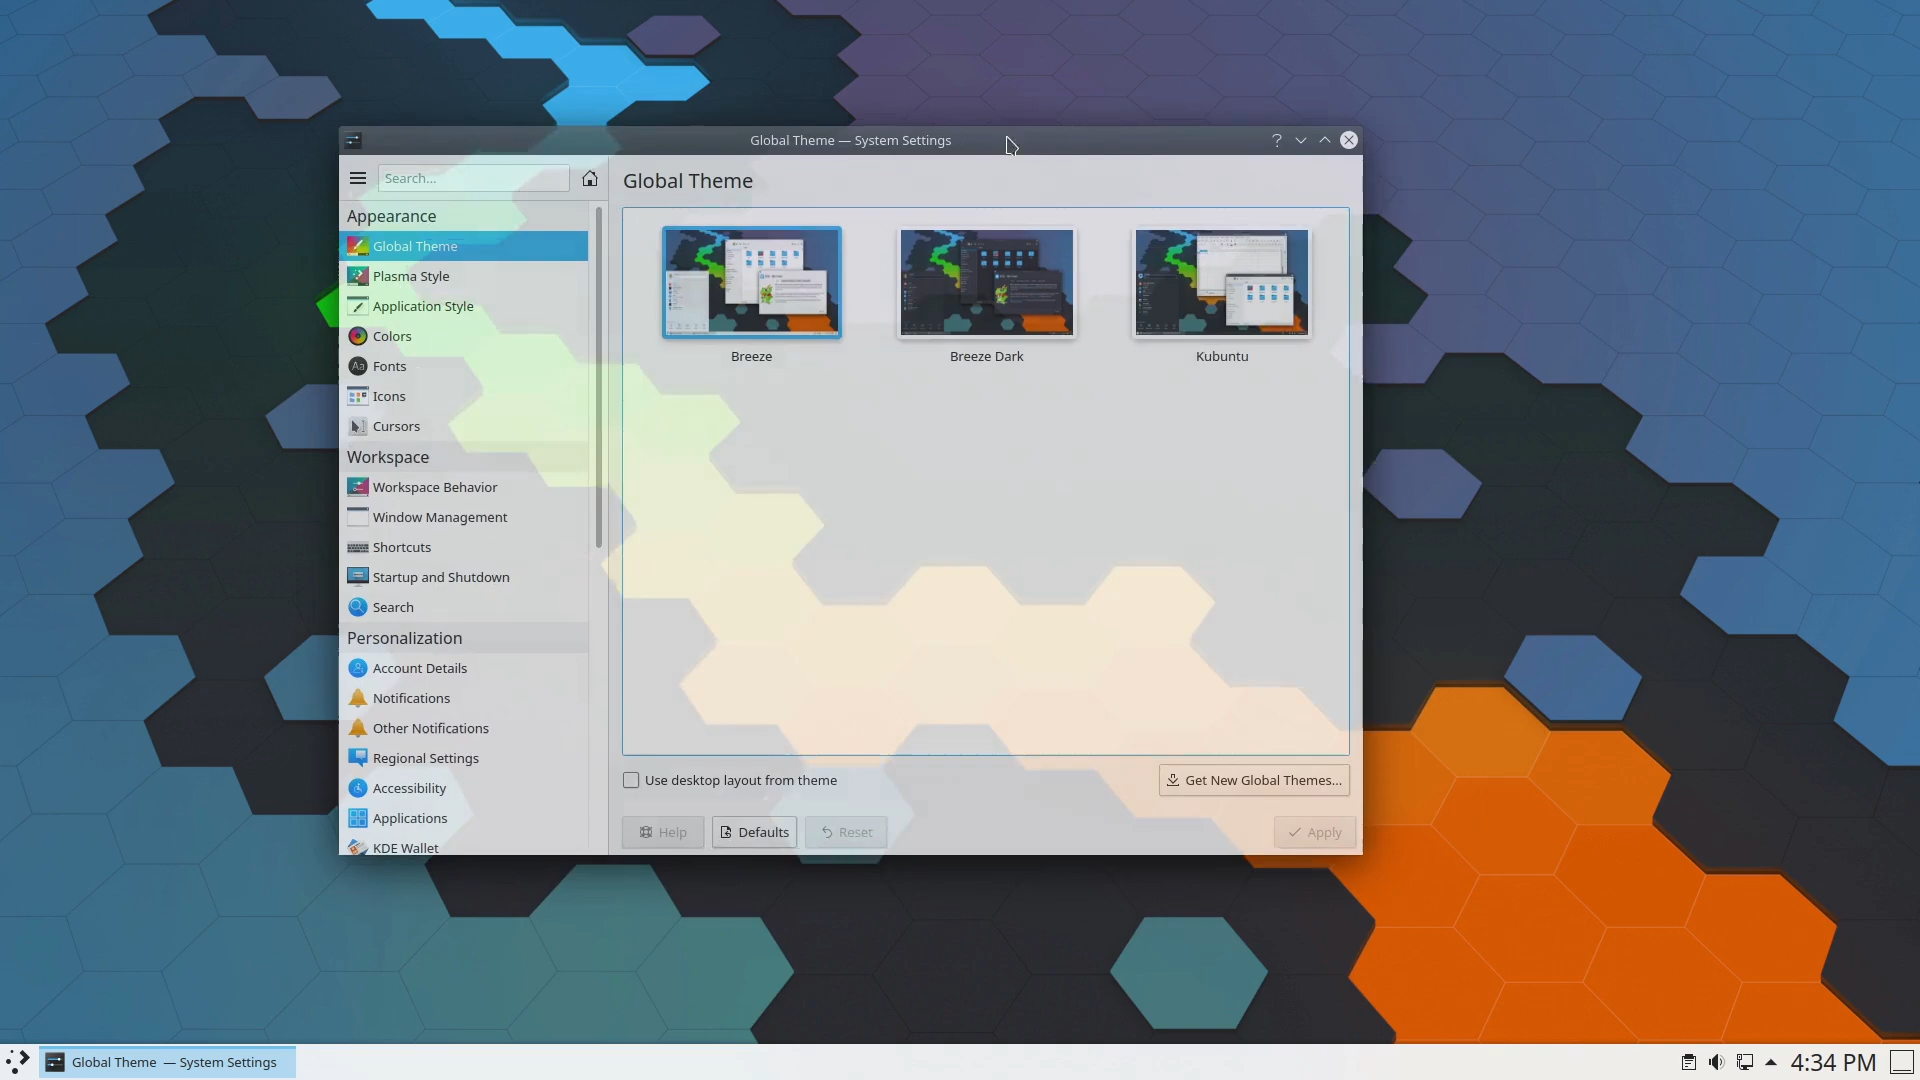 Global Theme — System Settings
?
Search...
Global Theme
Appearance
Global Theme
Plasma Style
Application Style
Colors
Aa Fonts
Icons
Cursors
Workspace
Workspace Behavior
Window Management
Shortcuts
Startup and Shutdown
Search
Personalization
Account Details
Notifications
Other Notifications
Regional Settings
Accessibility
Applications
KDE Wallet
Breeze
Breeze Dark
Kubuntu
Use desktop layout from theme
Get New Global Themes...
Help
Defaults
Reset
Apply
Global Theme — System Settings
4:34 PM